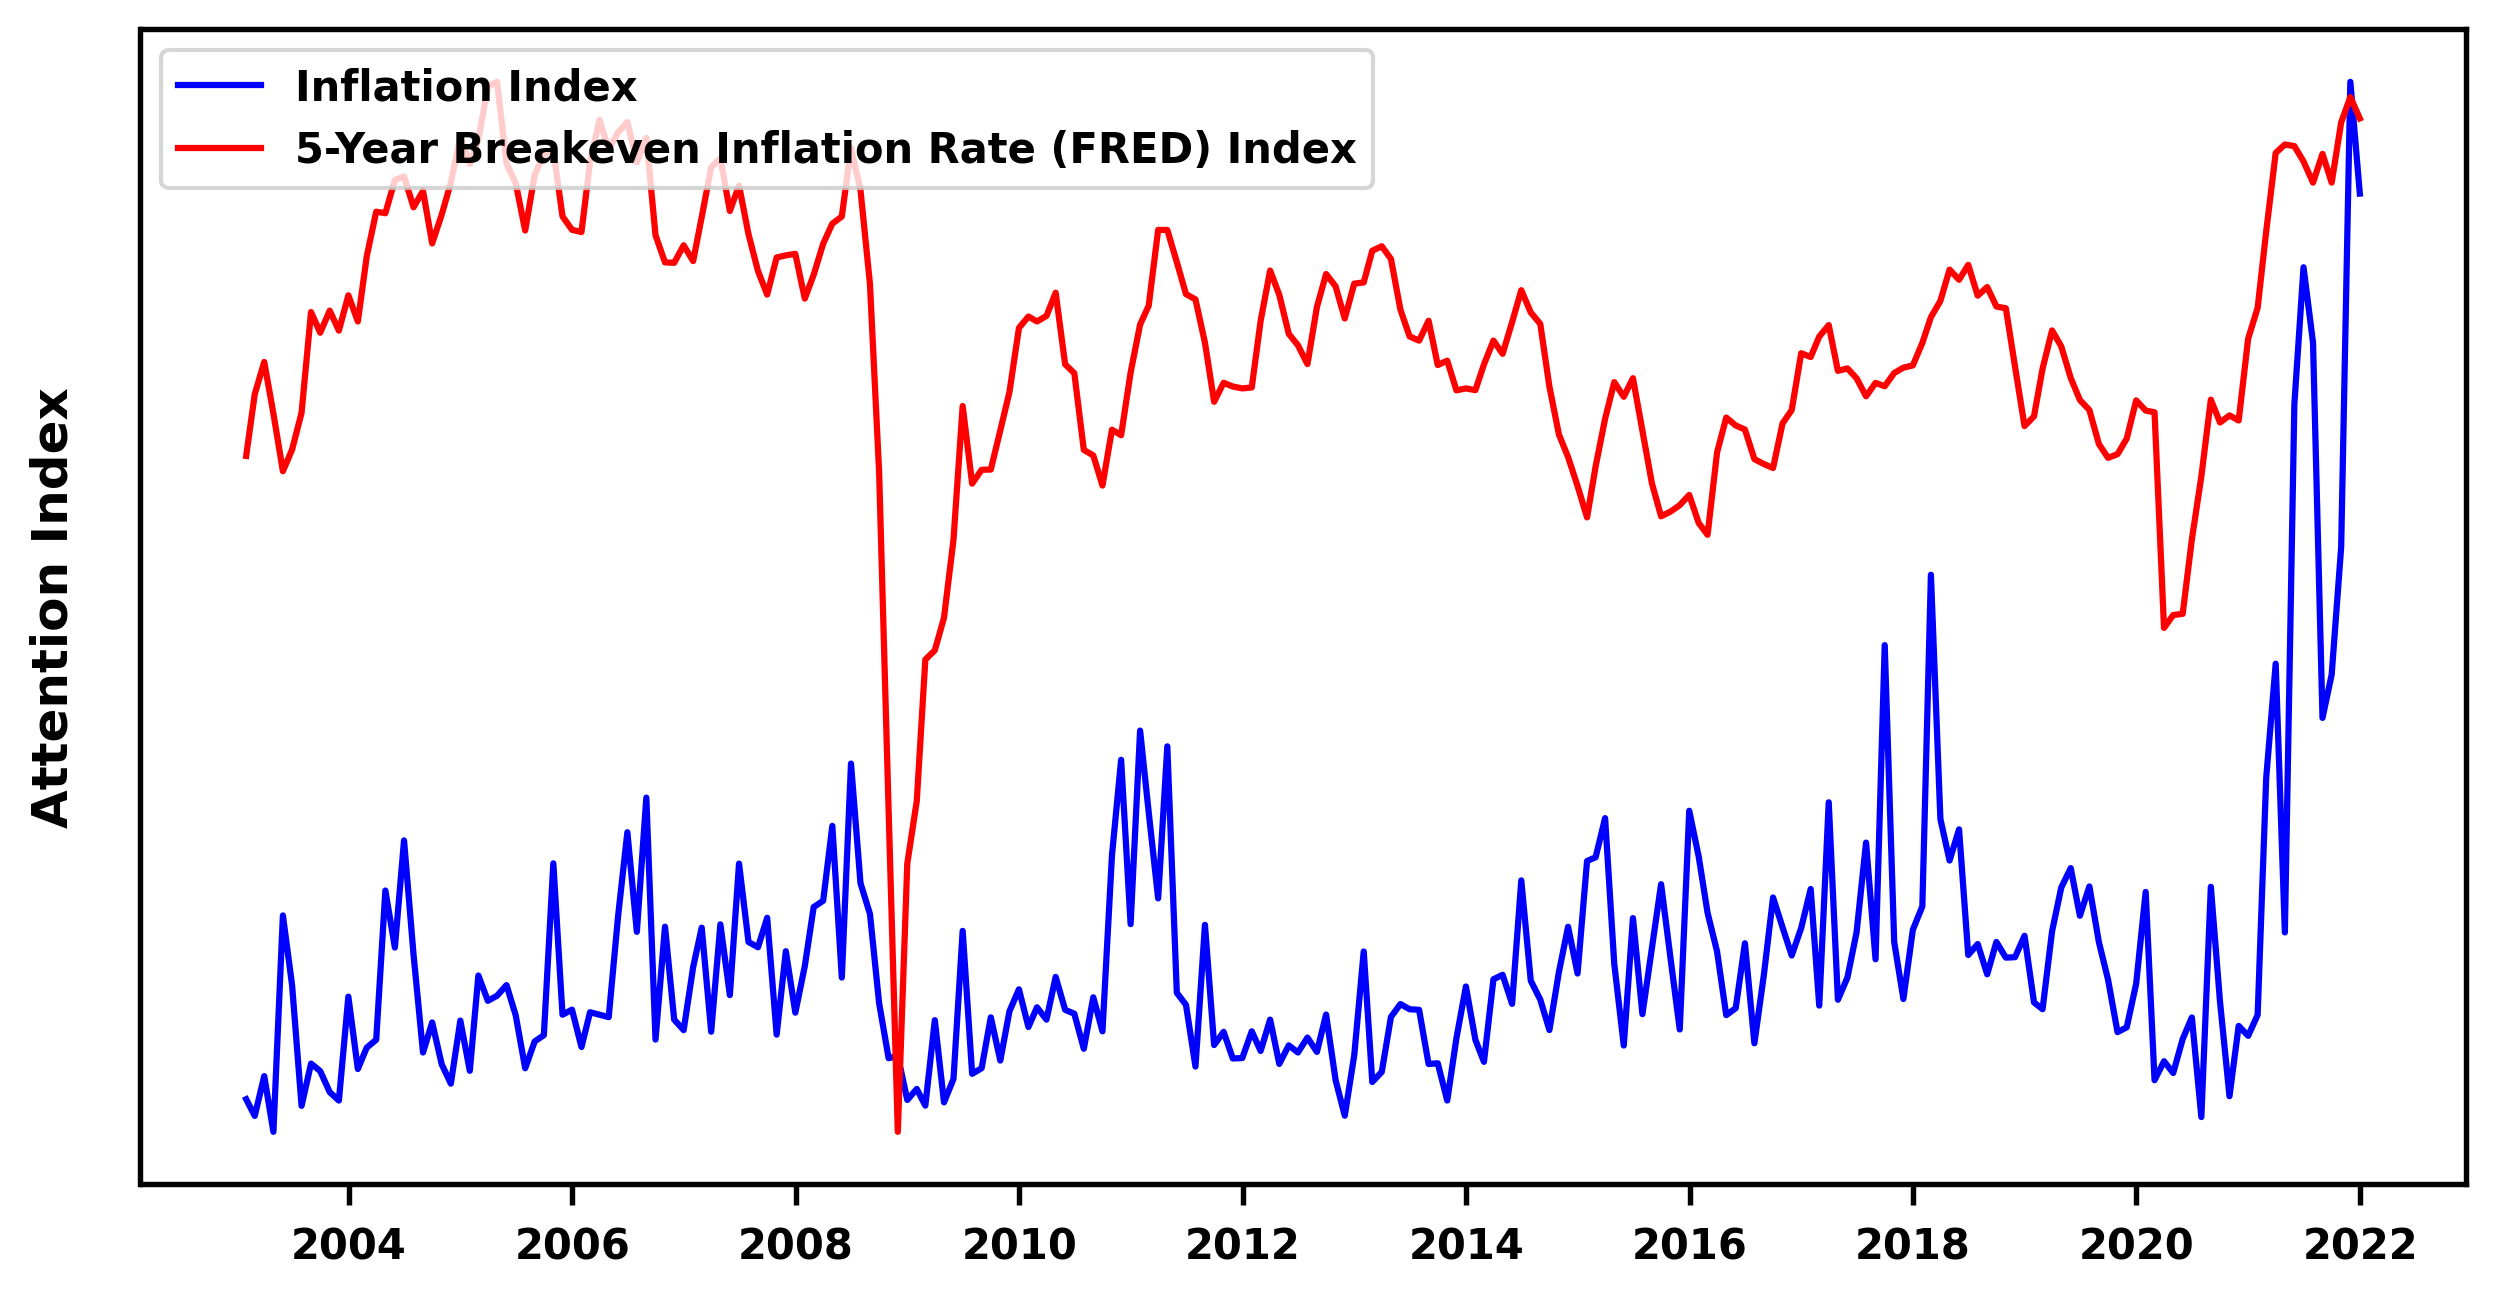 Inflation Index
5-Year Breakeven Inflation Rate (FRED) Index
Attention Index
2004 2006 2008 2010 2012 2014 2016 2018 2020 2022